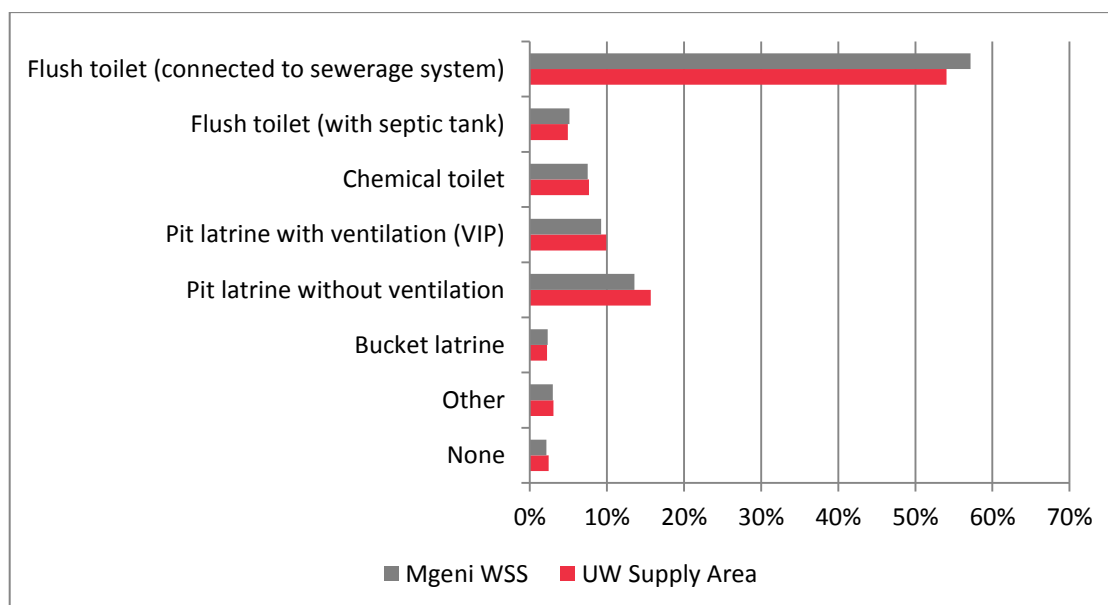 Flush toilet (connected to sewerage system)
Flush toilet (with septic tank)
Chemical toilet
Pit latrine with ventilation (VIP)
Pit latrine without ventilation
Bucket latrine
Other
None
0% 10% 20% 30% 40% 50% 60% 70%
Mgeni WSS UW Supply Area